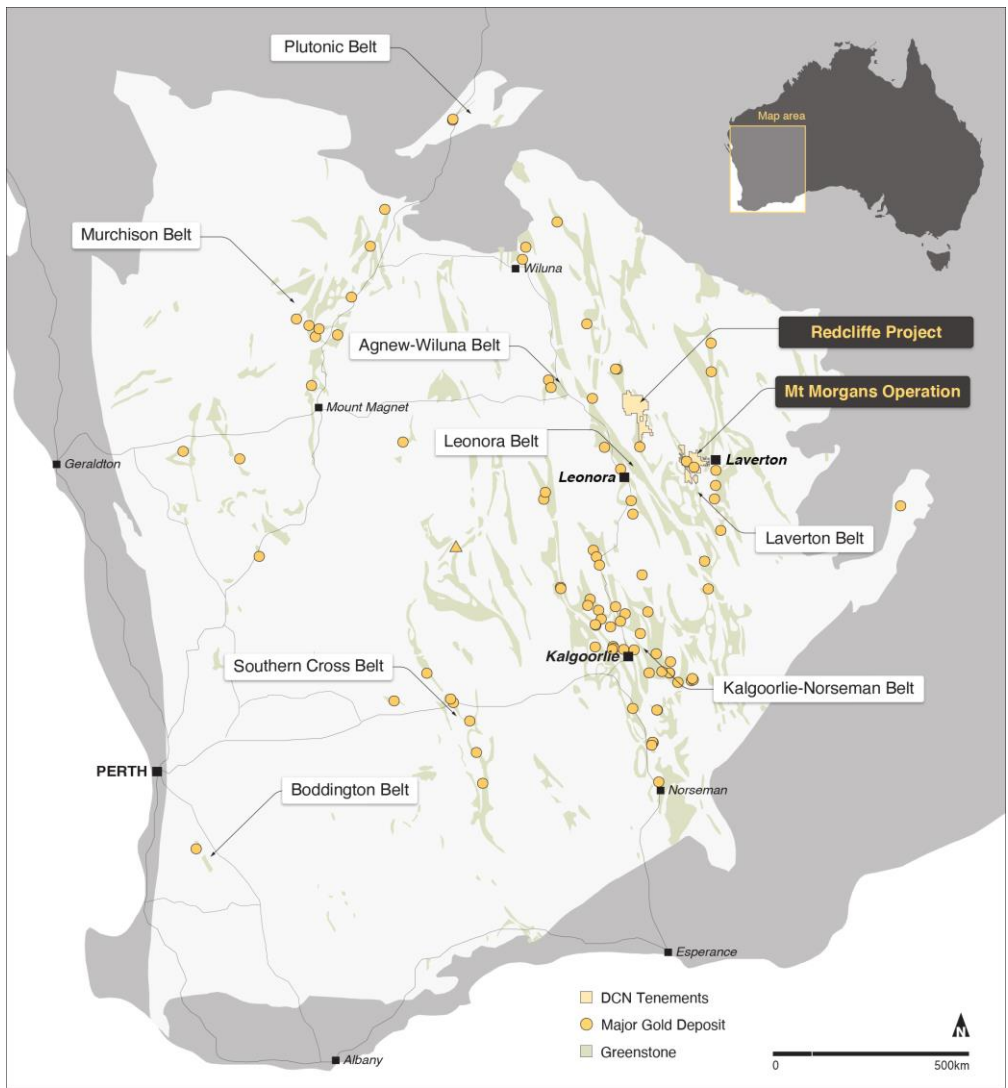 Plutonic Belt
Map area
Murchison Belt
Wiluna
Redcliffe Project
Agnew-Wiluna Belt
Mt Morgans Operation
Mount Magnet
Leonora Belt
Geraldton
Laverton
Leonora
Laverton Belt
Southern Cross Belt
Kalgoorlie
Kalgoorlie-Norseman Belt
PERTH
Boddington Belt
Norseman
Esperance
DCN Tenements
Major Gold Deposit
Greenstone
N
0
500km
Albany